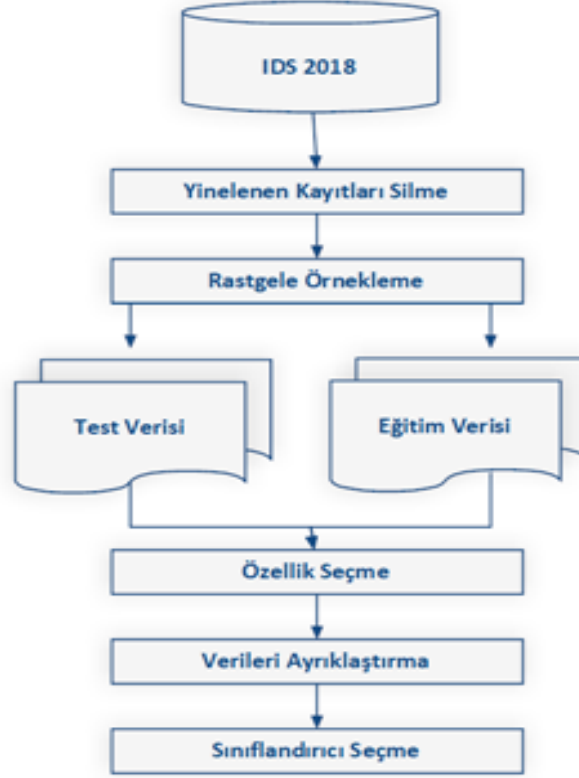 IDS 2018
Yinelenen Kayıtları Silme
Rastgele Örnekleme
Test Verisi
Eğitim Verisi
Özellik Seçme
Verileri Ayrıklaştırma
Sınıflandırıcı Seçme